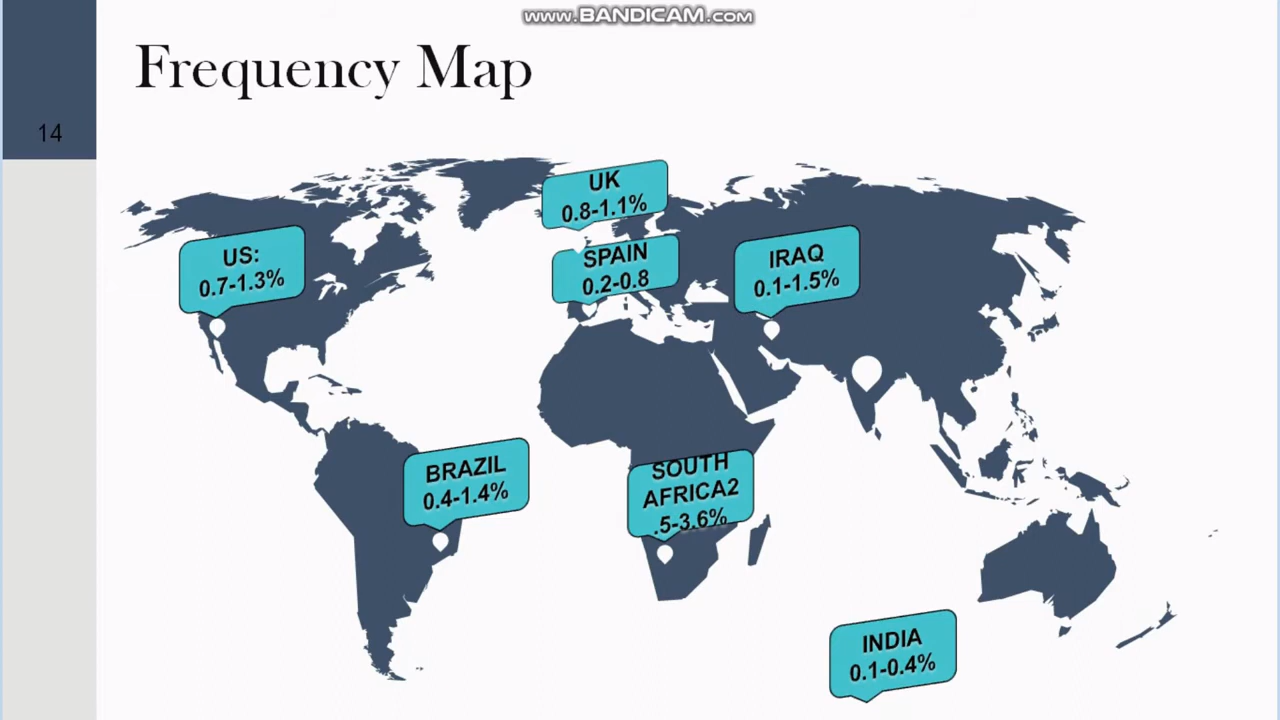 www.BANDICAM.com
Frequency Map
14
UK
0.8-1.1%
US:
0.7-1.3%
SPAIN
0.2-0.8
IRAQ
0.1-1.5%
BRAZIL
0.4-1.4%
SOUTH
AFRICA2
.5-3.6%
INDIA
0.1-0.4%